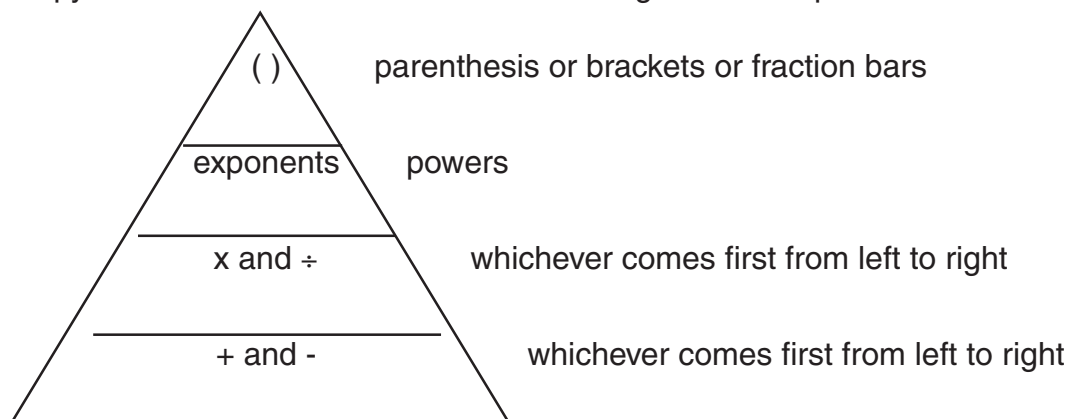 ( ) parenthesis or brackets or fraction bars
exponents powers
x and ÷ whichever comes first from left to right
+ and - whichever comes first from left to right